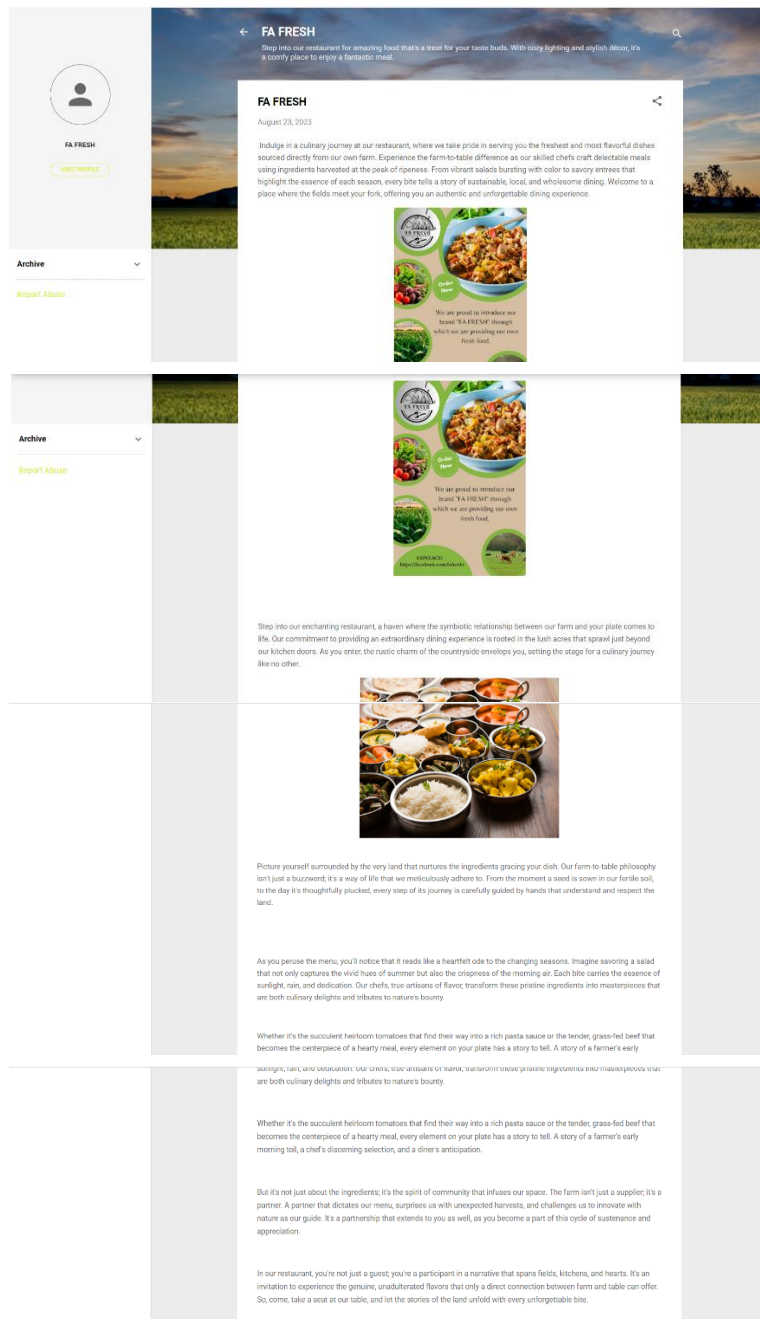 FA FRESH
Step into our restaurant for amazing food that's a treat for your taste buds. With cozy lighting and stylish décor, it's
a comfy place to enjoy a fantastic meal.
FA FRESH
VISIT PROFILE
Archive
Report Abuse
FA FRESH
August 23, 2023
Indulge in a culinary journey at our restaurant, where we take pride in serving you the freshest and most flavorful dishes
sourced directly from our own farm. Experience the farm-to-table difference as our skilled chefs craft delectable meals
using ingredients harvested at the peak of ripeness. From vibrant salads bursting with color to savory entrees that
highlight the essence of each season, every bite tells a story of sustainable, local, and wholesome dining. Welcome to a
place where the fields meet your fork, offering you an authentic and unforgettable dining experience.
FA FRESH
Order
Now
We are proud to introduce our
brand "FA FRESH" through
which we are providing our own
fresh food.
Archive
Report Abuse
FA FRESH
Order
Now
We are proud to introduce our
brand "FA FRESH" through
which we are providing our own
fresh food.
CONTACT:
Step into our enchanting restaurant, a haven where the symbiotic relationship between our farm and your plate comes to
life. Our commitment to providing an extraordinary dining experience is rooted in the lush acres that sprawl just beyond
our kitchen doors. As you enter, the rustic charm of the countryside envelops you, setting the stage for a culinary journey
like no other.
Picture yourself surrounded by the very land that nurtures the ingredients gracing your dish. Our farm-to-table philosophy
isn't just a buzzword; it's a way of life that we meticulously adhere to. From the moment a seed is sown in our fertile soil,
to the day it's thoughtfully plucked, every step of its journey is carefully guided by hands that understand and respect the
land.
As you peruse the menu, you'll notice that it reads like a heartfelt ode to the changing seasons. Imagine savoring a salad
that not only captures the vivid hues of summer but also the crispness of the morning air. Each bite carries the essence of
sunlight, rain, and dedication. Our chefs, true artisans of flavor, transform these pristine ingredients into masterpieces that
are both culinary delights and tributes to nature's bounty.
Whether it's the succulent heirloom tomatoes that find their way into a rich pasta sauce or the tender, grass-fed beef that
becomes the centerpiece of a hearty meal, every element on your plate has a story to tell. A story of a farmer's early
sunlight, rain, and dedication. Our chefs, true artisans of flavor, transform these pristine ingredients into masterpieces that
are both culinary delights and tributes to nature's bounty.
Whether it's the succulent heirloom tomatoes that find their way into a rich pasta sauce or the tender, grass-fed beef that
becomes the centerpiece of a hearty meal, every element on your plate has a story to tell. A story of a farmer's early
morning toil, a chef's discerning selection, and a diner's anticipation.
But it's not just about the ingredients; it's the spirit of community that infuses our space. The farm isn't just a supplier; it's a
partner. A partner that dictates our menu, surprises us with unexpected harvests, and challenges us to innovate with
nature as our guide. It's a partnership that extends to you as well, as you become a part of this cycle of sustenance and
appreciation.
In our restaurant, you're not just a guest; you're a participant in a narrative that spans fields, kitchens, and hearts. It's an
invitation to experience the genuine, unadulterated flavors that only a direct connection between farm and table can offer.
So, come, take a seat at our table, and let the stories of the land unfold with every unforgettable bite.